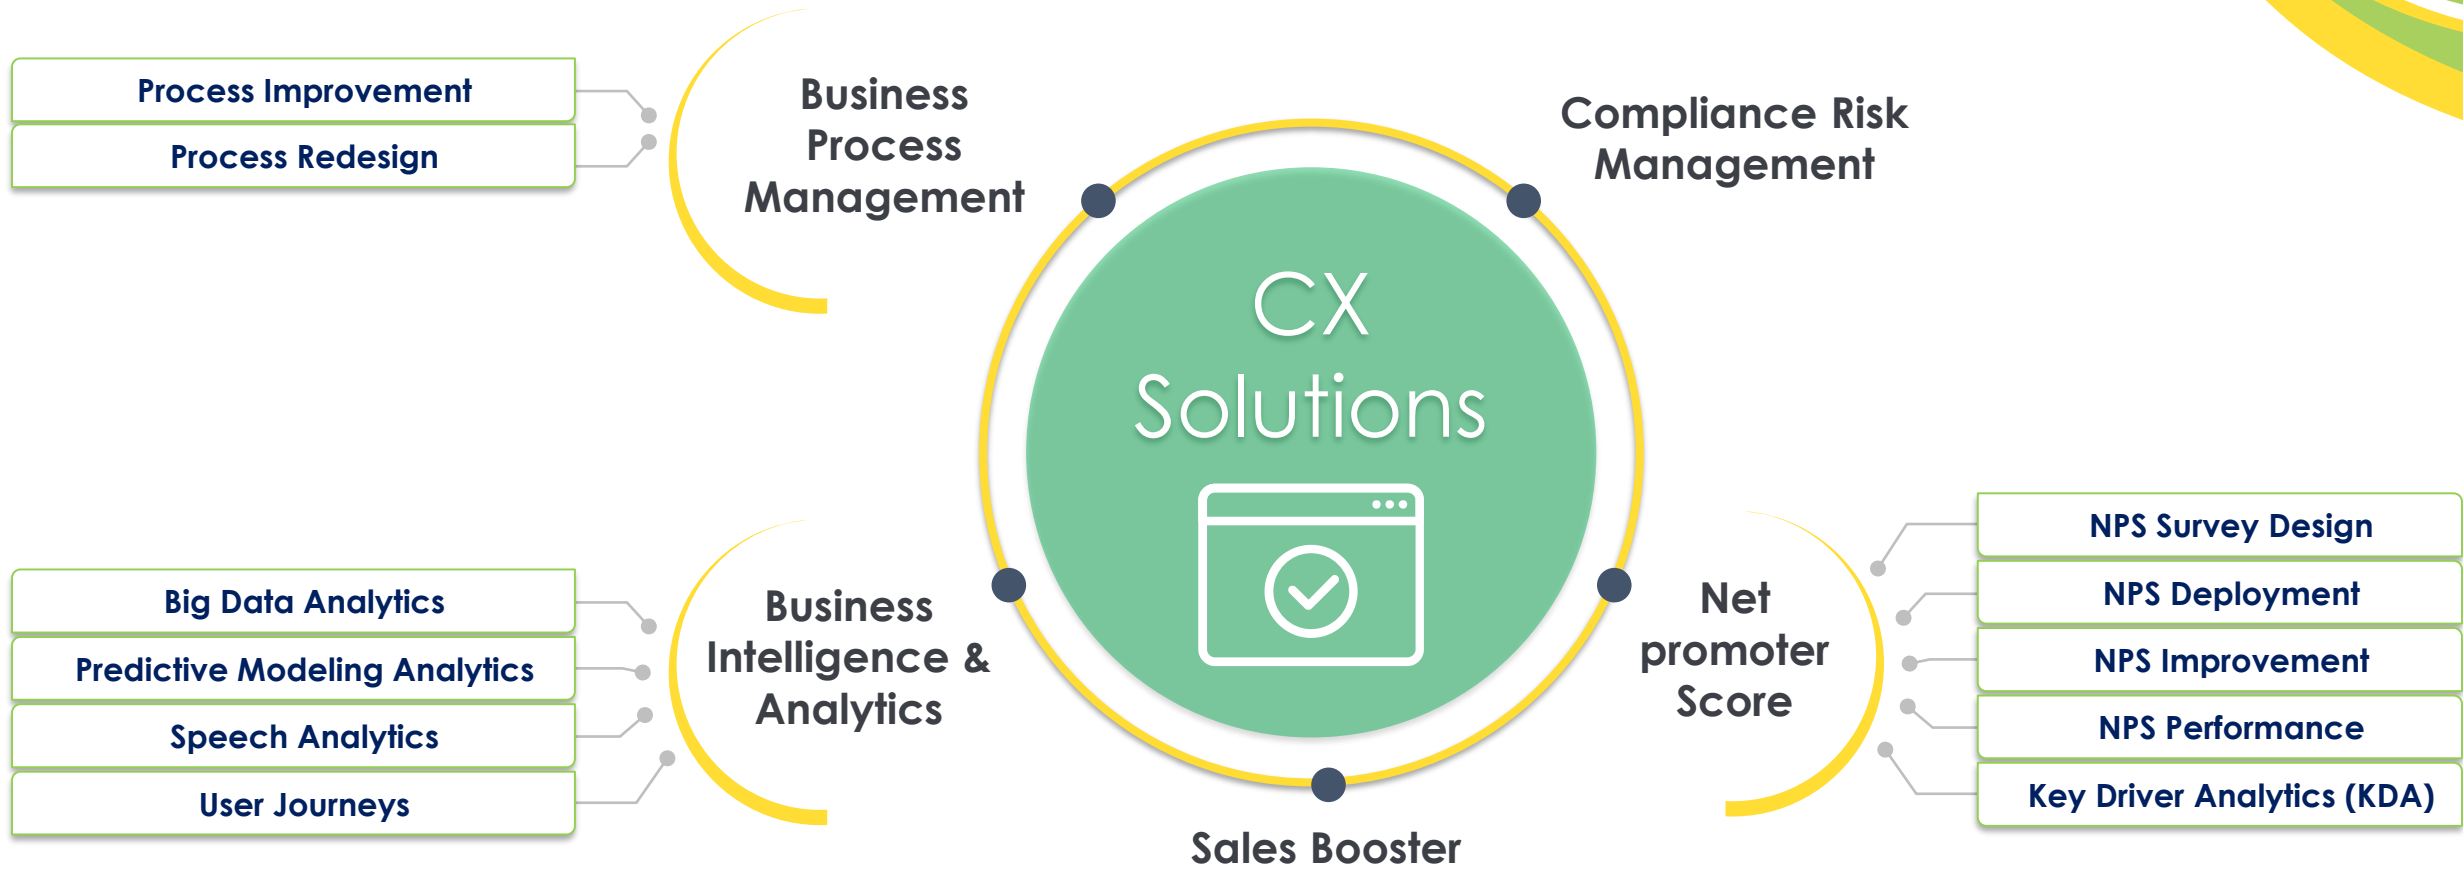 Process Improvement
Process Redesign
Business
Process
Management
Compliance Risk
Management
CX
Solutions
Big Data Analytics
Predictive Modeling Analytics
Speech Analytics
User Journeys
Business
Intelligence &
Analytics
Net
promoter
Score
NPS Survey Design
NPS Deployment
NPS Improvement
NPS Performance
Key Driver Analytics (KDA)
Sales Booster